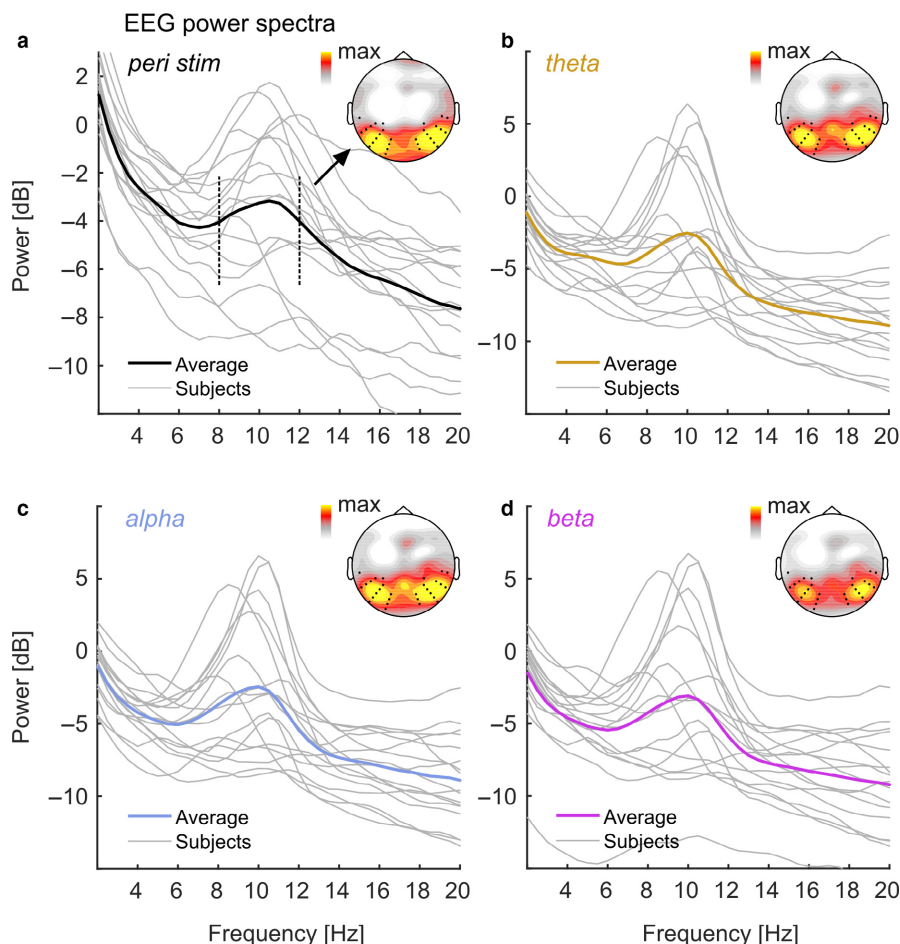 EEG power spectra
a
peri stim
max
2
0
−2
−4
−6
−8
−10
Power [dB]
Average
Subjects
4 6 8 10 12 14 16 18 20
b
theta
max
5
0
−5
−10
Average
Subjects
4 6 8 10 12 14 16 18 20
c
alpha
max
5
0
−5
−10
Power [dB]
Average
Subjects
4 6 8 10 12 14 16 18 20
Frequency [Hz]
d
beta
max
5
0
−5
−10
Average
Subjects
4 6 8 10 12 14 16 18 20
Frequency [Hz]